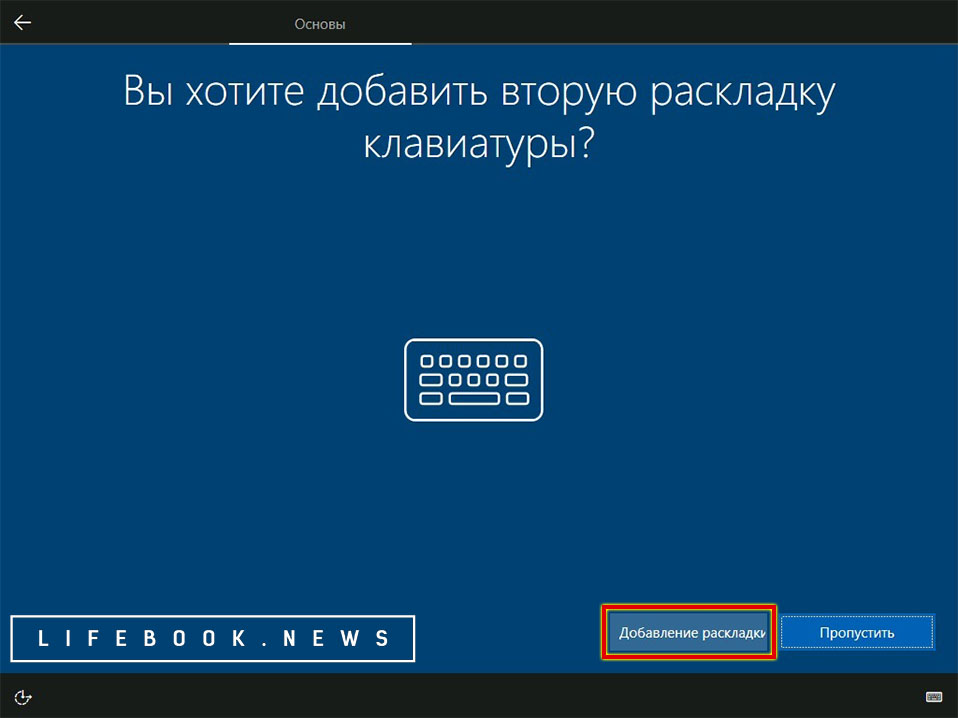 Основы
Вы хотите добавить вторую раскладку
клавиатуры?
LIFEBOOK.NEWS
Добавление раскладки
Пропустить